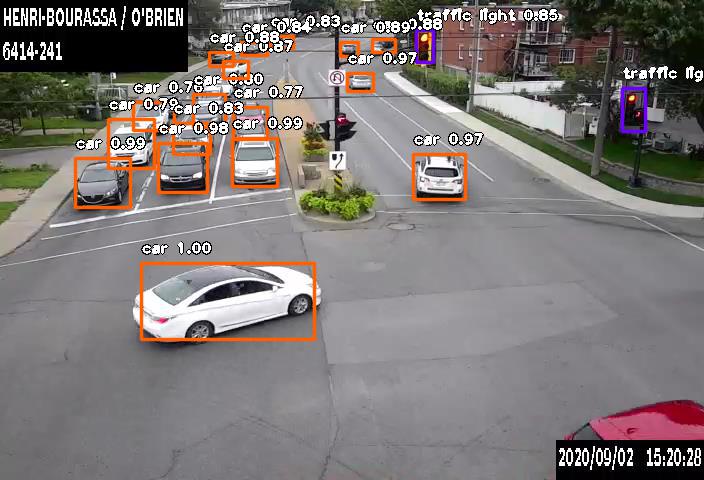 HENRI-BOURASSA / O'BRIEN
6414-241
car 0.83
traffic light 0.85
car 0.84
car 0.89
0.88
car 0.88
car 0.87
car 0.97
traffic lig
car 0.77
car 0.79
car 0.83
car 0.98
car 0.99
car 0.99
car 0.97
car 1.00
2020/09/02 15:20:28